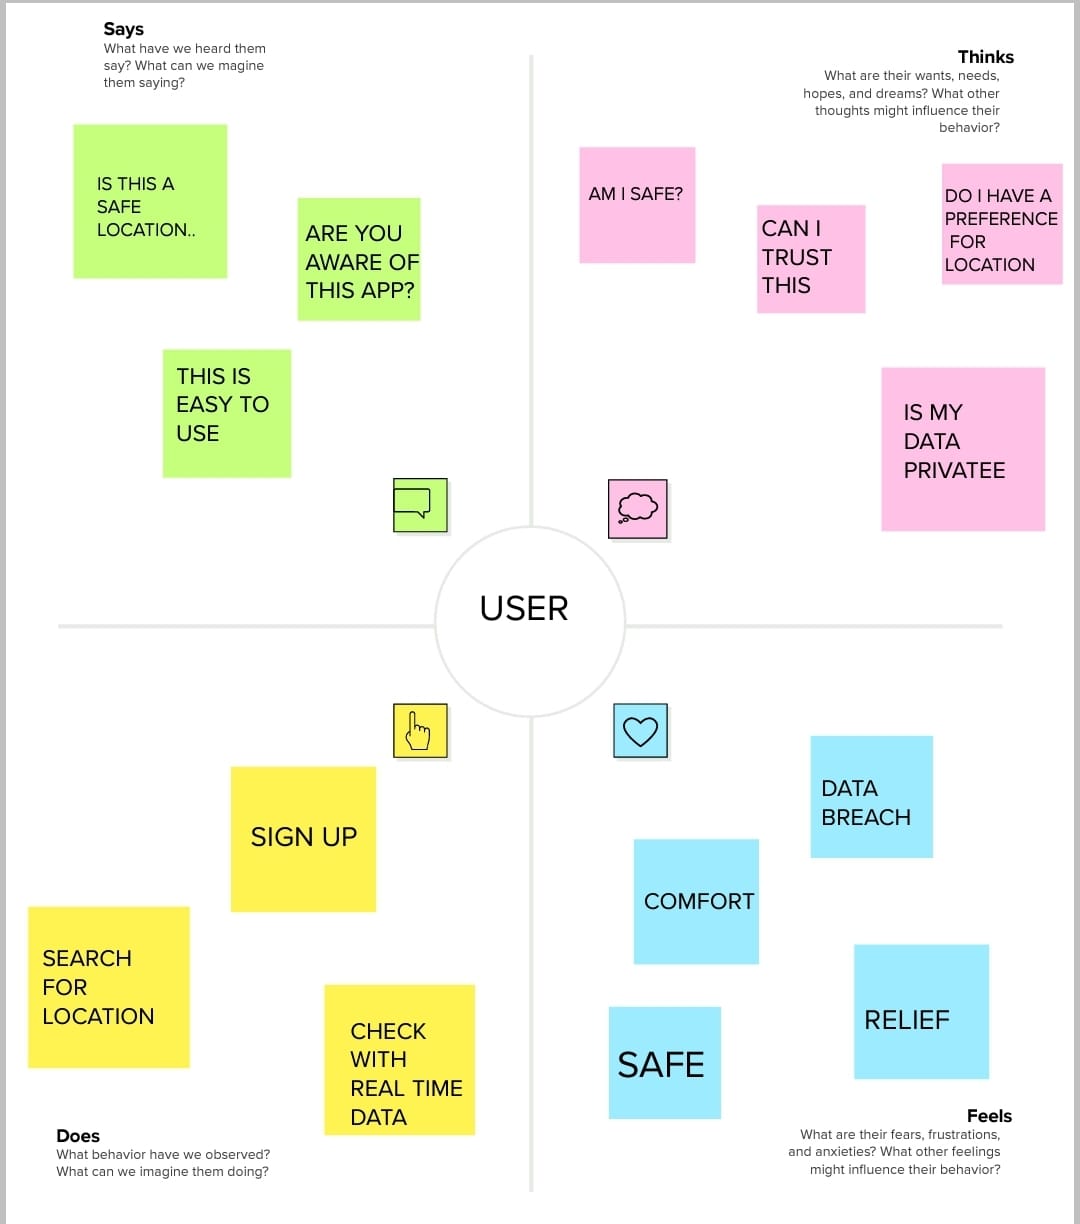 Says
What have we heard them
say? What can we magine
them saying?
Thinks
What are their wants, needs,
hopes, and dreams? What other
thoughts might influence their
behavior?
IS THIS A
SAFE
LOCATION..
ARE YOU
AWARE OF
THIS APP?
THIS IS
EASY TO
USE
AM I SAFE?
CAN I
TRUST
THIS
DO I HAVE A
PREFERENCE
FOR
LOCATION
IS MY
DATA
PRIVATEE
USER
SIGN UP
SEARCH
FOR
LOCATION
CHECK
WITH
REAL TIME
DATA
Does
What behavior have we observed?
What can we imagine them doing?
DATA
BREACH
COMFORT
RELIEF
SAFE
Feels
What are their fears, frustrations,
and anxieties? What other feelings
might influence their behavior?